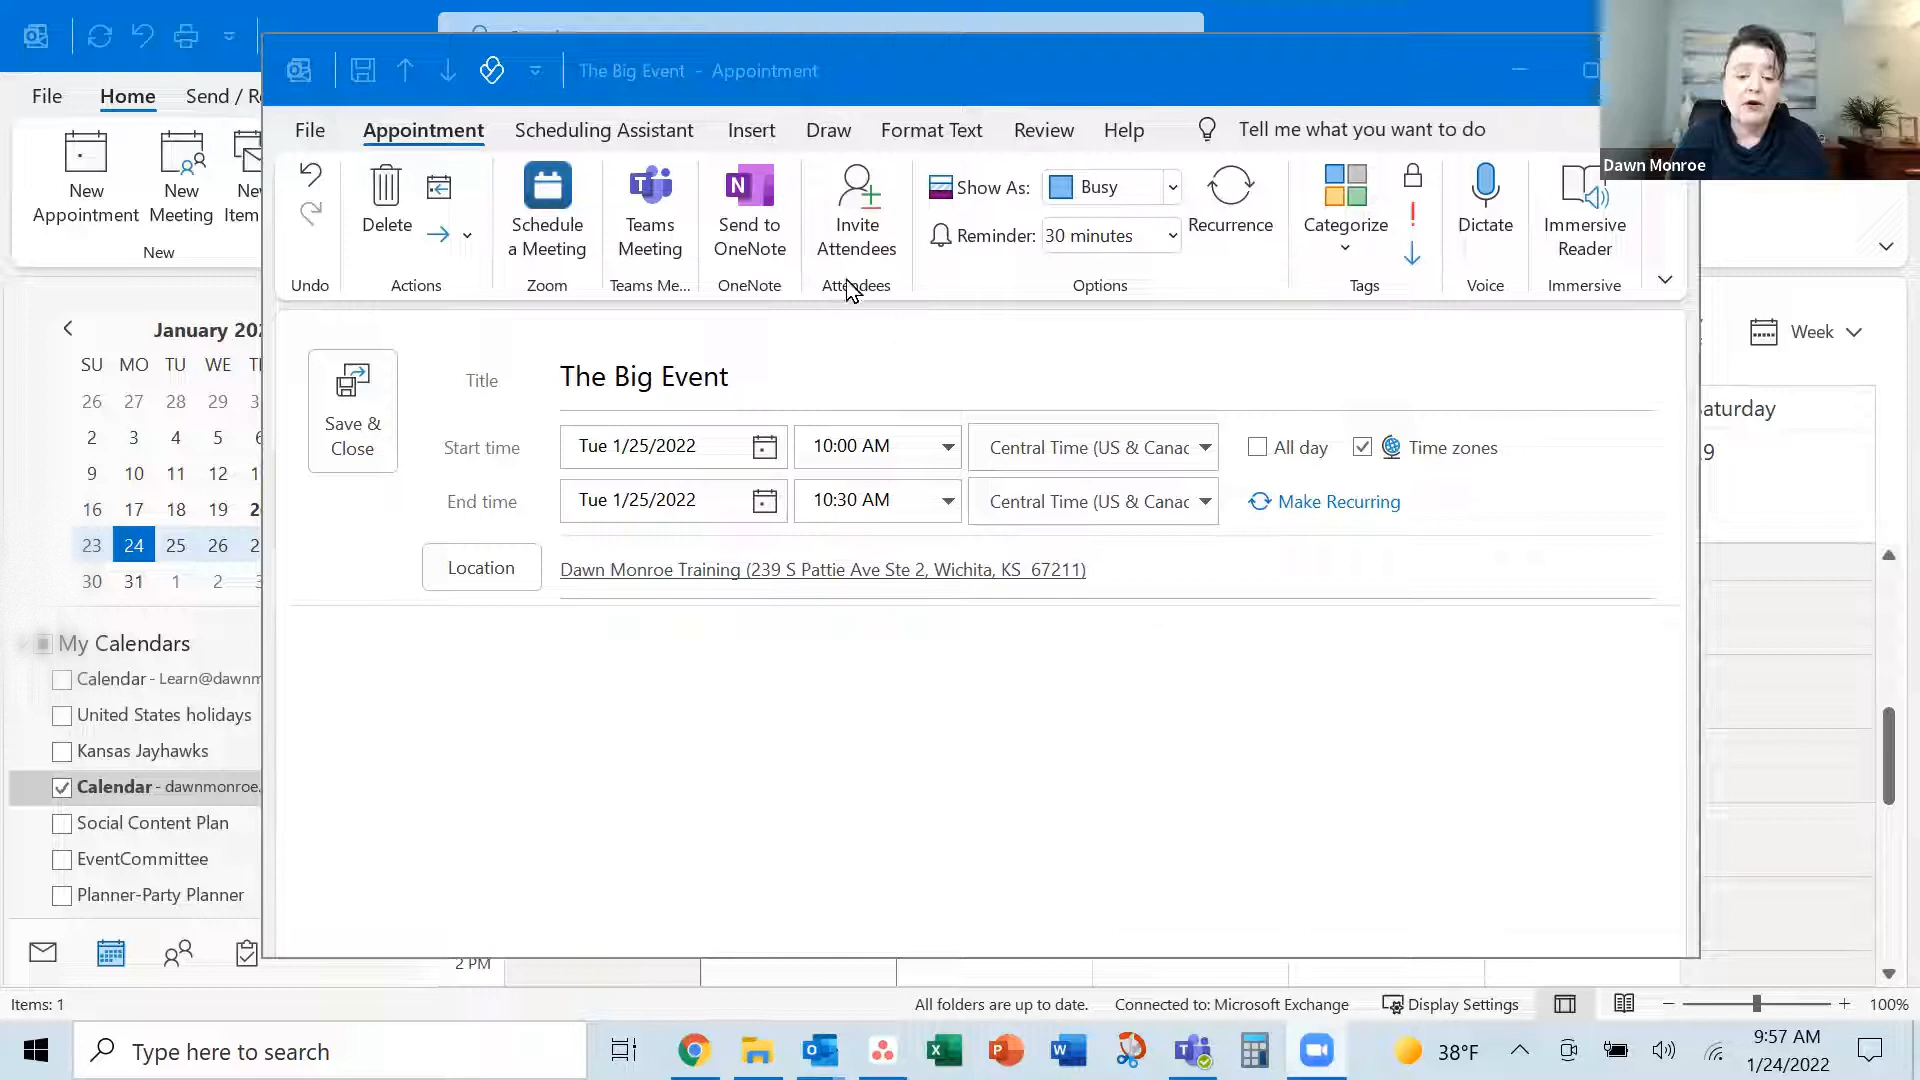 The Big Event - Appointment
File
Home
Send / Re
File
Appointment
Scheduling Assistant
Insert
Draw
Format Text
Review
Help
Tell me what you want to do
Dawn Monroe
New
Appointment
New
Meeting
New
Item
New
Undo
Delete
Actions
Schedule
a Meeting
Zoom
Teams
Meeting
Teams Me...
Send to
OneNote
OneNote
Invite
Attendees
Attendees
Show As:
Busy
Reminder:
30 minutes
Recurrence
Options
Categorize
Tags
Dictate
Voice
Immersive
Reader
Immersive
January 202
SU MO TU WE T
26 27 28 29 3
2 3 4 5 6
9 10 11 12 1
16 17 18 19 2
23 24 25 26 2
30 31 1 2 3
Week
aturday
9
Save &
Close
Title
The Big Event
Start time
Tue 1/25/2022
10:00 AM
Central Time (US & Canac
All day
Time zones
End time
Tue 1/25/2022
10:30 AM
Central Time (US & Canac
Make Recurring
Location
Dawn Monroe Training (239 S Pattie Ave Ste 2, Wichita, KS 67211)
My Calendars
Calendar - Learn@dawnm
United States holidays
Kansas Jayhawks
Calendar - dawnmonroe.
Social Content Plan
EventCommittee
Planner-Party Planner
2 PM
Items: 1
All folders are up to date.
Connected to: Microsoft Exchange
Display Settings
100%
Type here to search
38°F
9:57 AM
1/24/2022